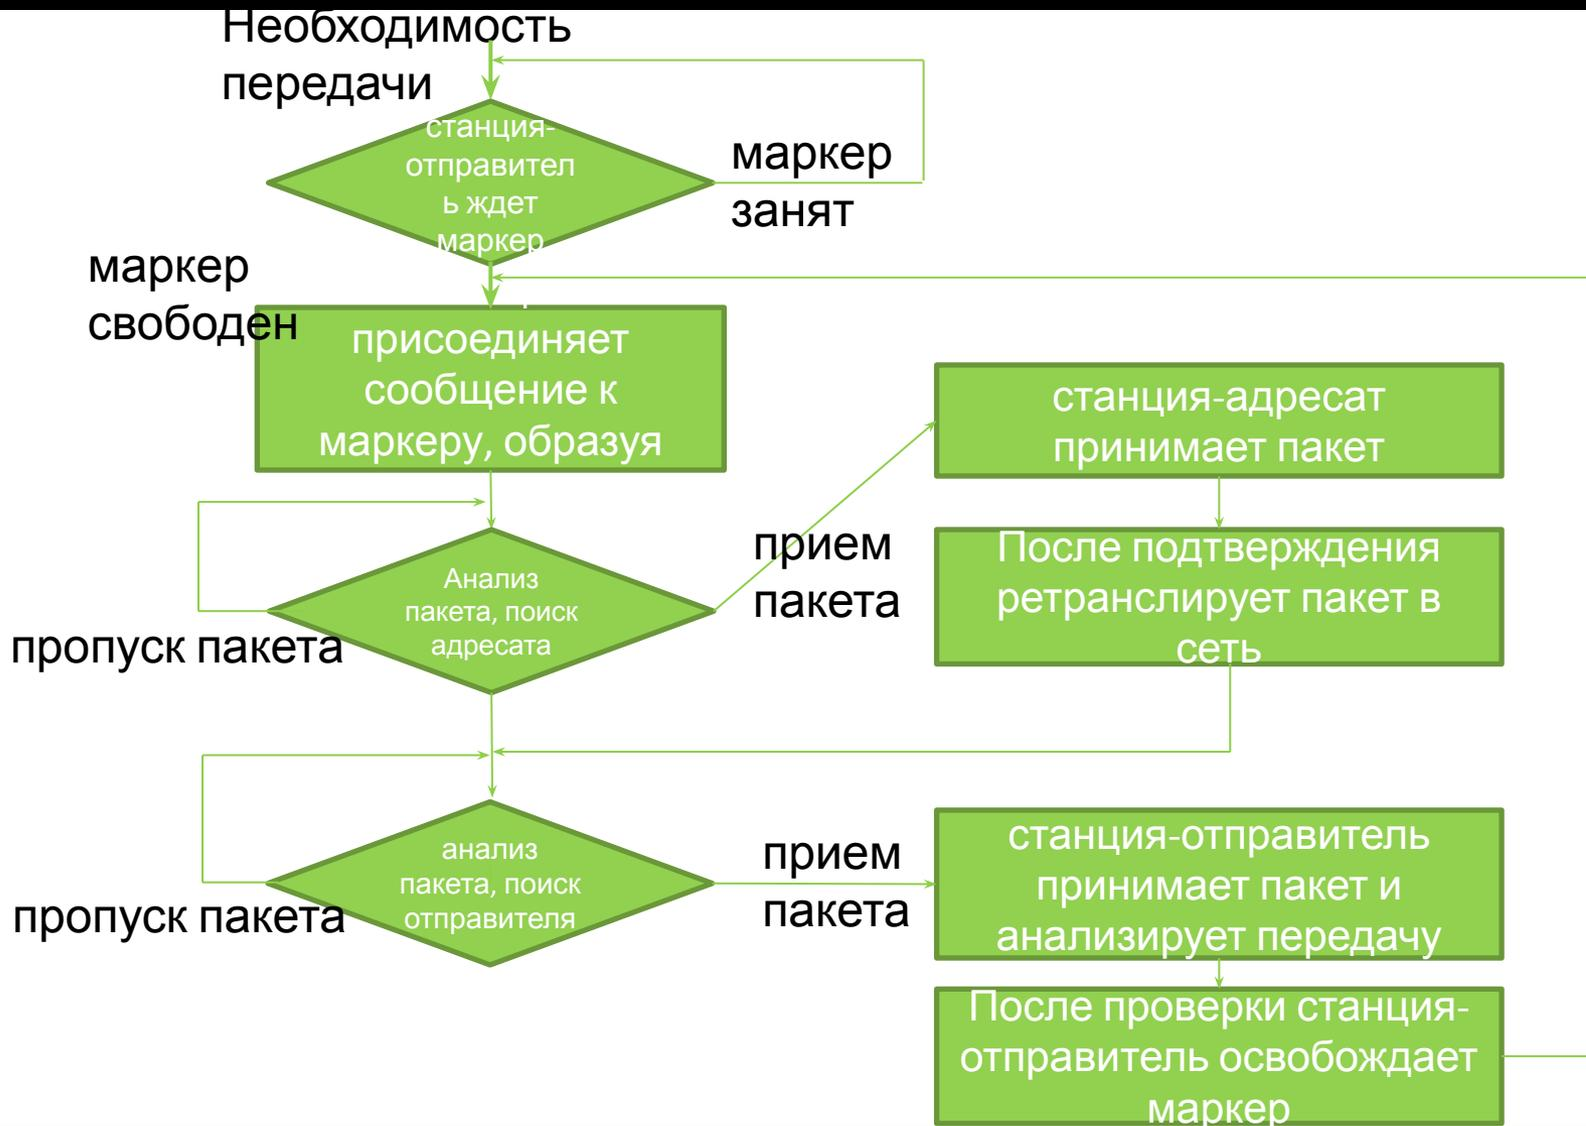 Необходимость
передачи
станция-
отправител
ь ждет
маркер
маркер
занят
маркер
свободен
присоединяет
сообщение к
маркеру, образуя
станция-адресат
принимает пакет
прием
пакета
После подтверждения
ретранслирует пакет в
сеть
Анализ
пакета, поиск
адресата
пропуск пакета
анализ
пакета, поиск
отправителя
пропуск пакета
прием
пакета
станция-отправитель
принимает пакет и
анализирует передачу
После проверки станция-
отправитель освобождает
маркер